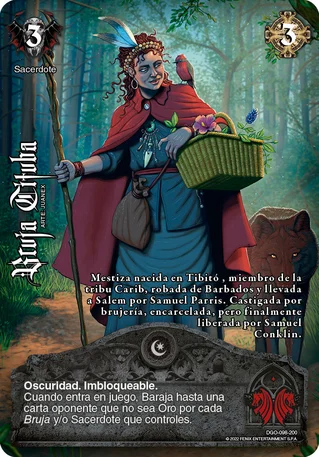 3
3
Sacerdote
Bruja Tituba
ARTE: JUANEX
Mestiza nacida en Tibitó , miembro de la
tribu Carib, robada de Barbados y llevada
a Salem por Samuel Parris. Castigada por
brujería, encarcelada, pero finalmente
liberada por Samuel
Conklin.
Oscuridad. Imbloqueable.
Cuando entra en juego, Baraja hasta una
carta oponente que no sea Oro por cada
Bruja y/o Sacerdote que controles.
DGO-098-200
© 2022 FENIX ENTERTAINMENT S.P.A.